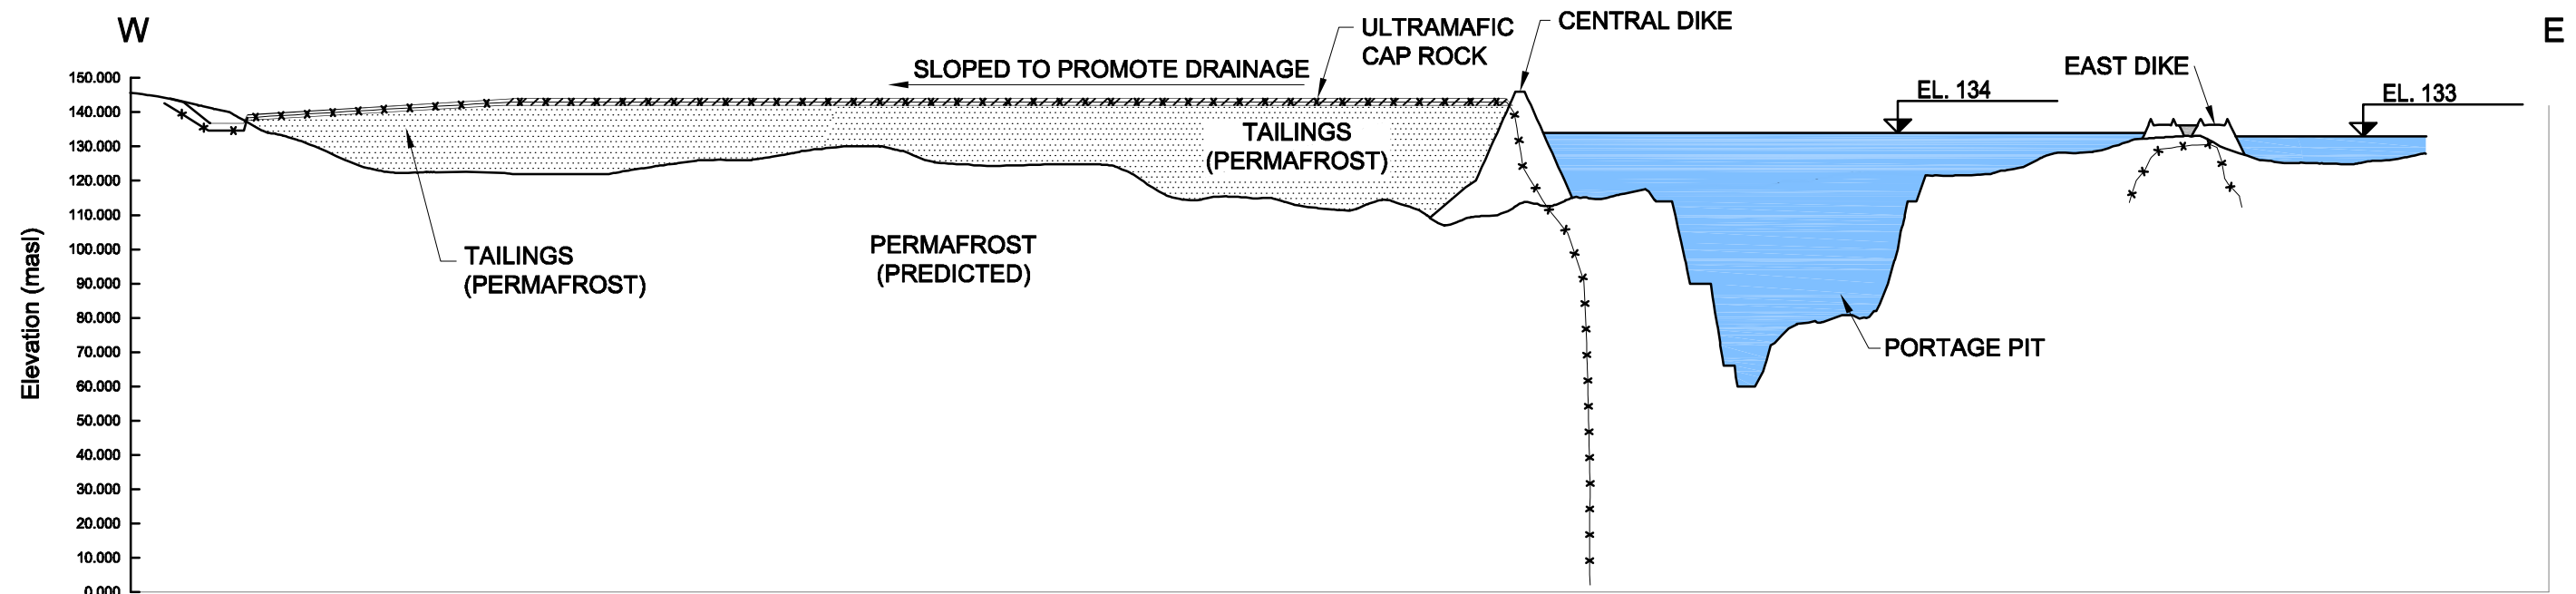 W
E
ULTRAMAFIC
CAP ROCK
CENTRAL DIKE
SLOPED TO PROMOTE DRAINAGE
EAST DIKE
EL. 134
EL. 133
TAILINGS
(PERMAFROST)
TAILINGS
(PERMAFROST)
PERMAFROST
(PREDICTED)
PORTAGE PIT
Elevation (masl)
150.000
140.000
130.000
120.000
110.000
100.000
90.000
80.000
70.000
60.000
50.000
40.000
30.000
20.000
10.000
0.000